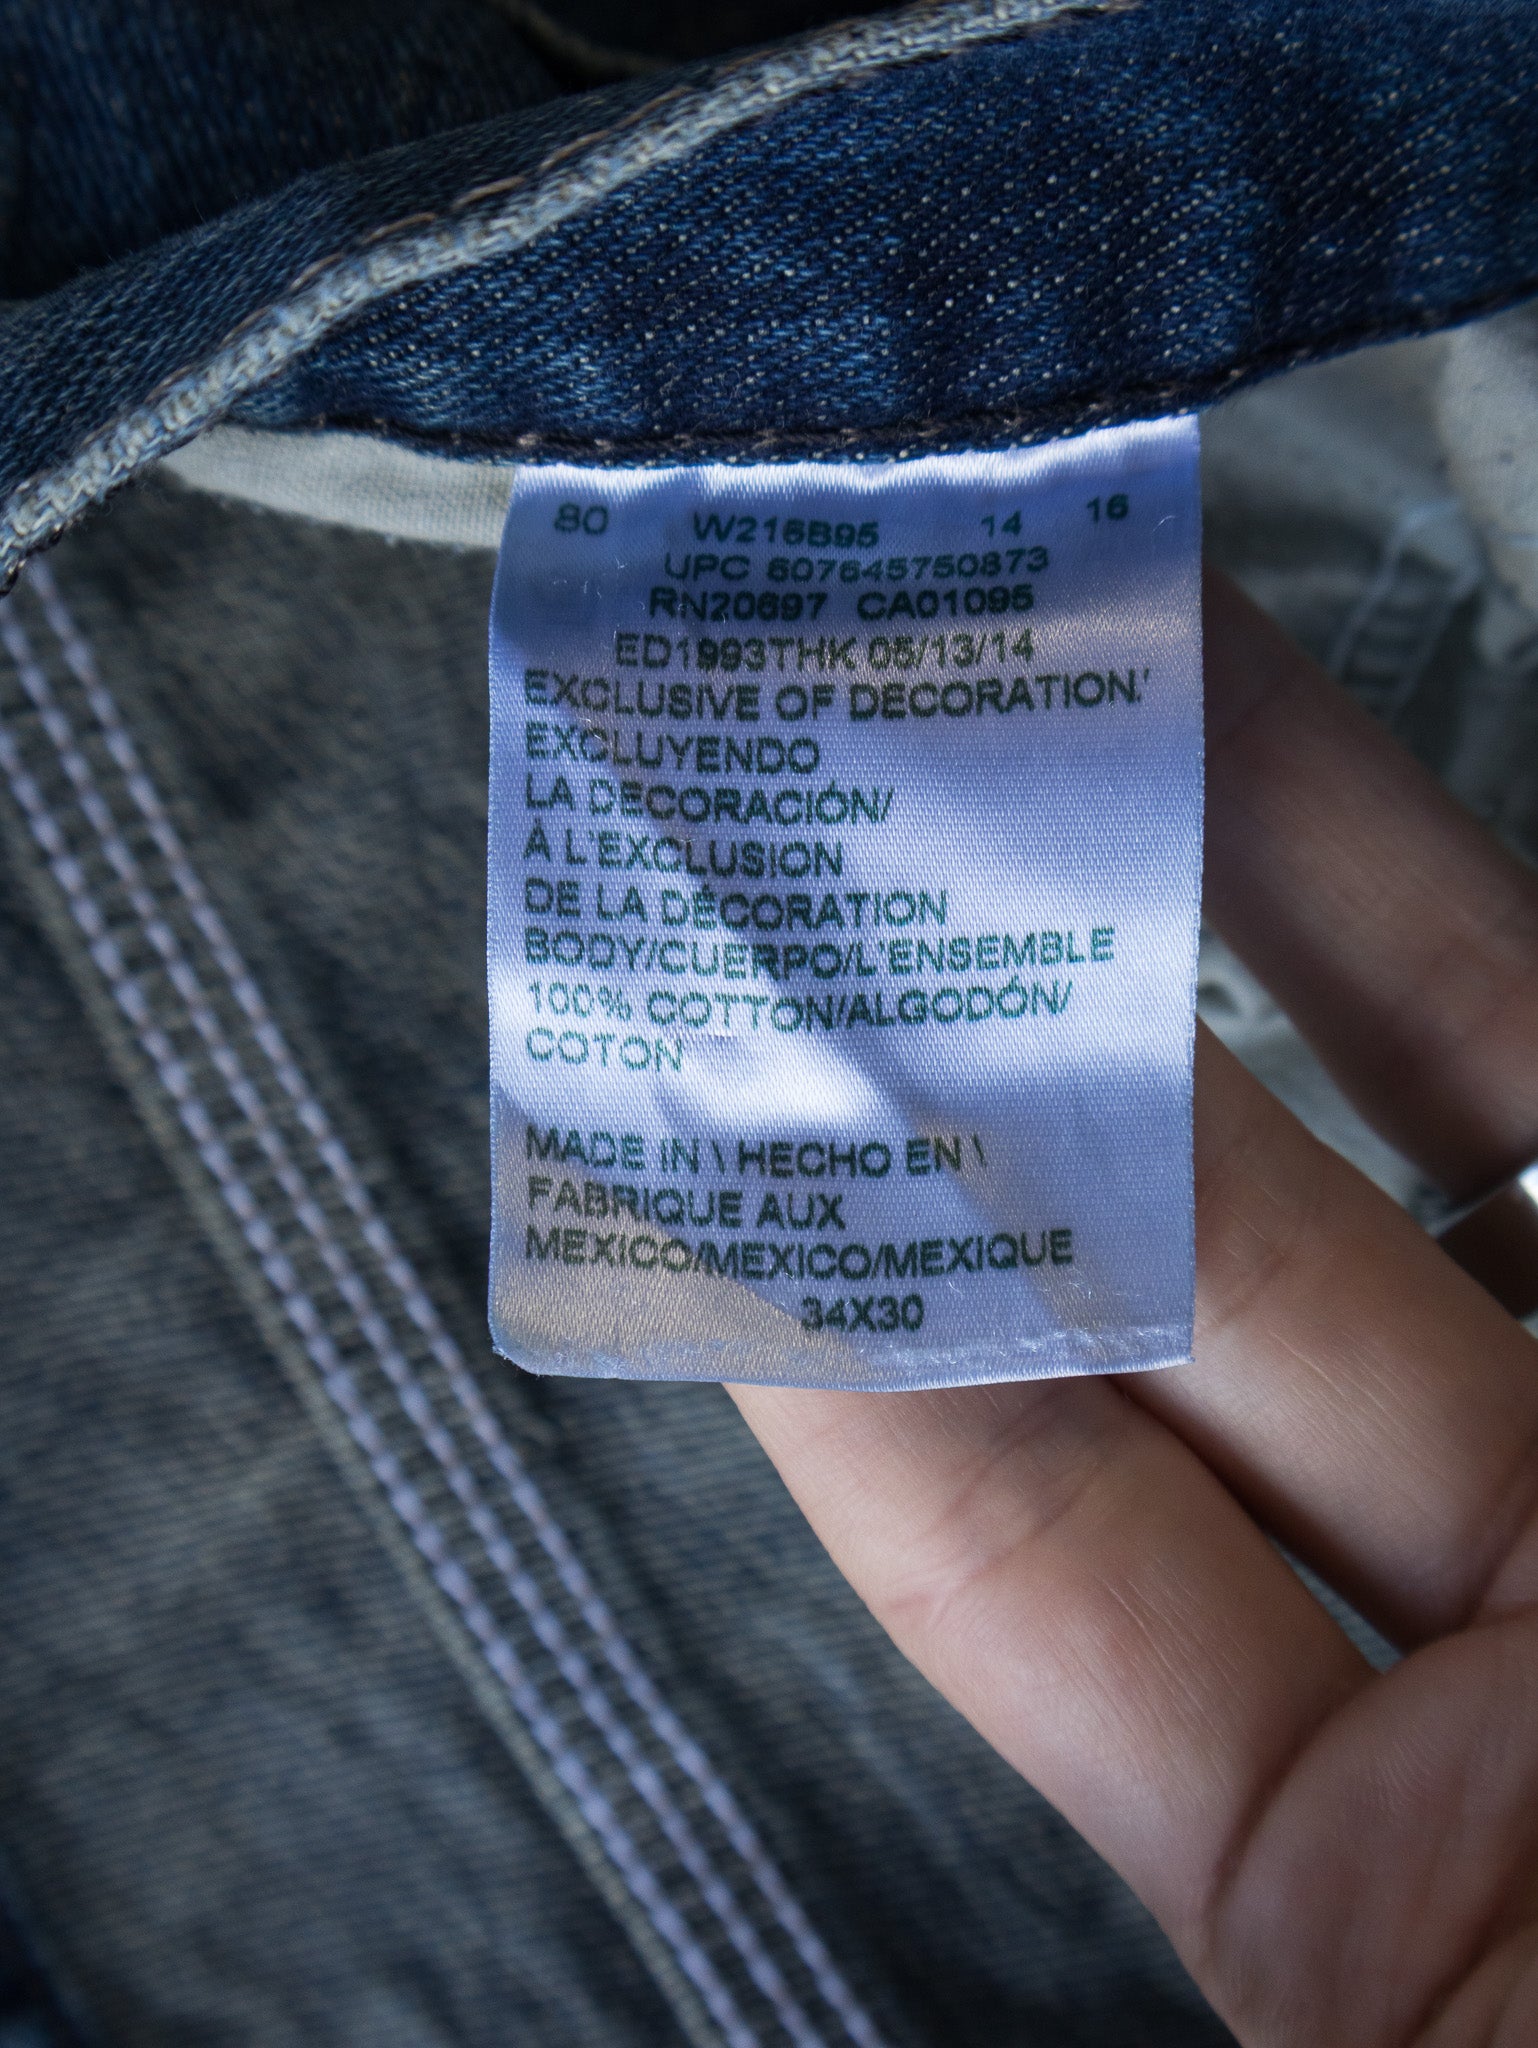 80 W216B95 14 16
UPC 607645750873
RN20697 CA01095
ED1993THK 05/13/14
EXCLUSIVE OF DECORATION/
EXCLUYENDO
LA DECORACIÓN/
À L'EXCLUSION
DE LA DÉCORATION
BODY/CUERPO/L'ENSEMBLE
100% COTTON/ALGODÓN/
COTON
MADE IN \ HECHO EN \
FABRIQUE AUX
MEXICO/MEXICO/MEXIQUE
34X30